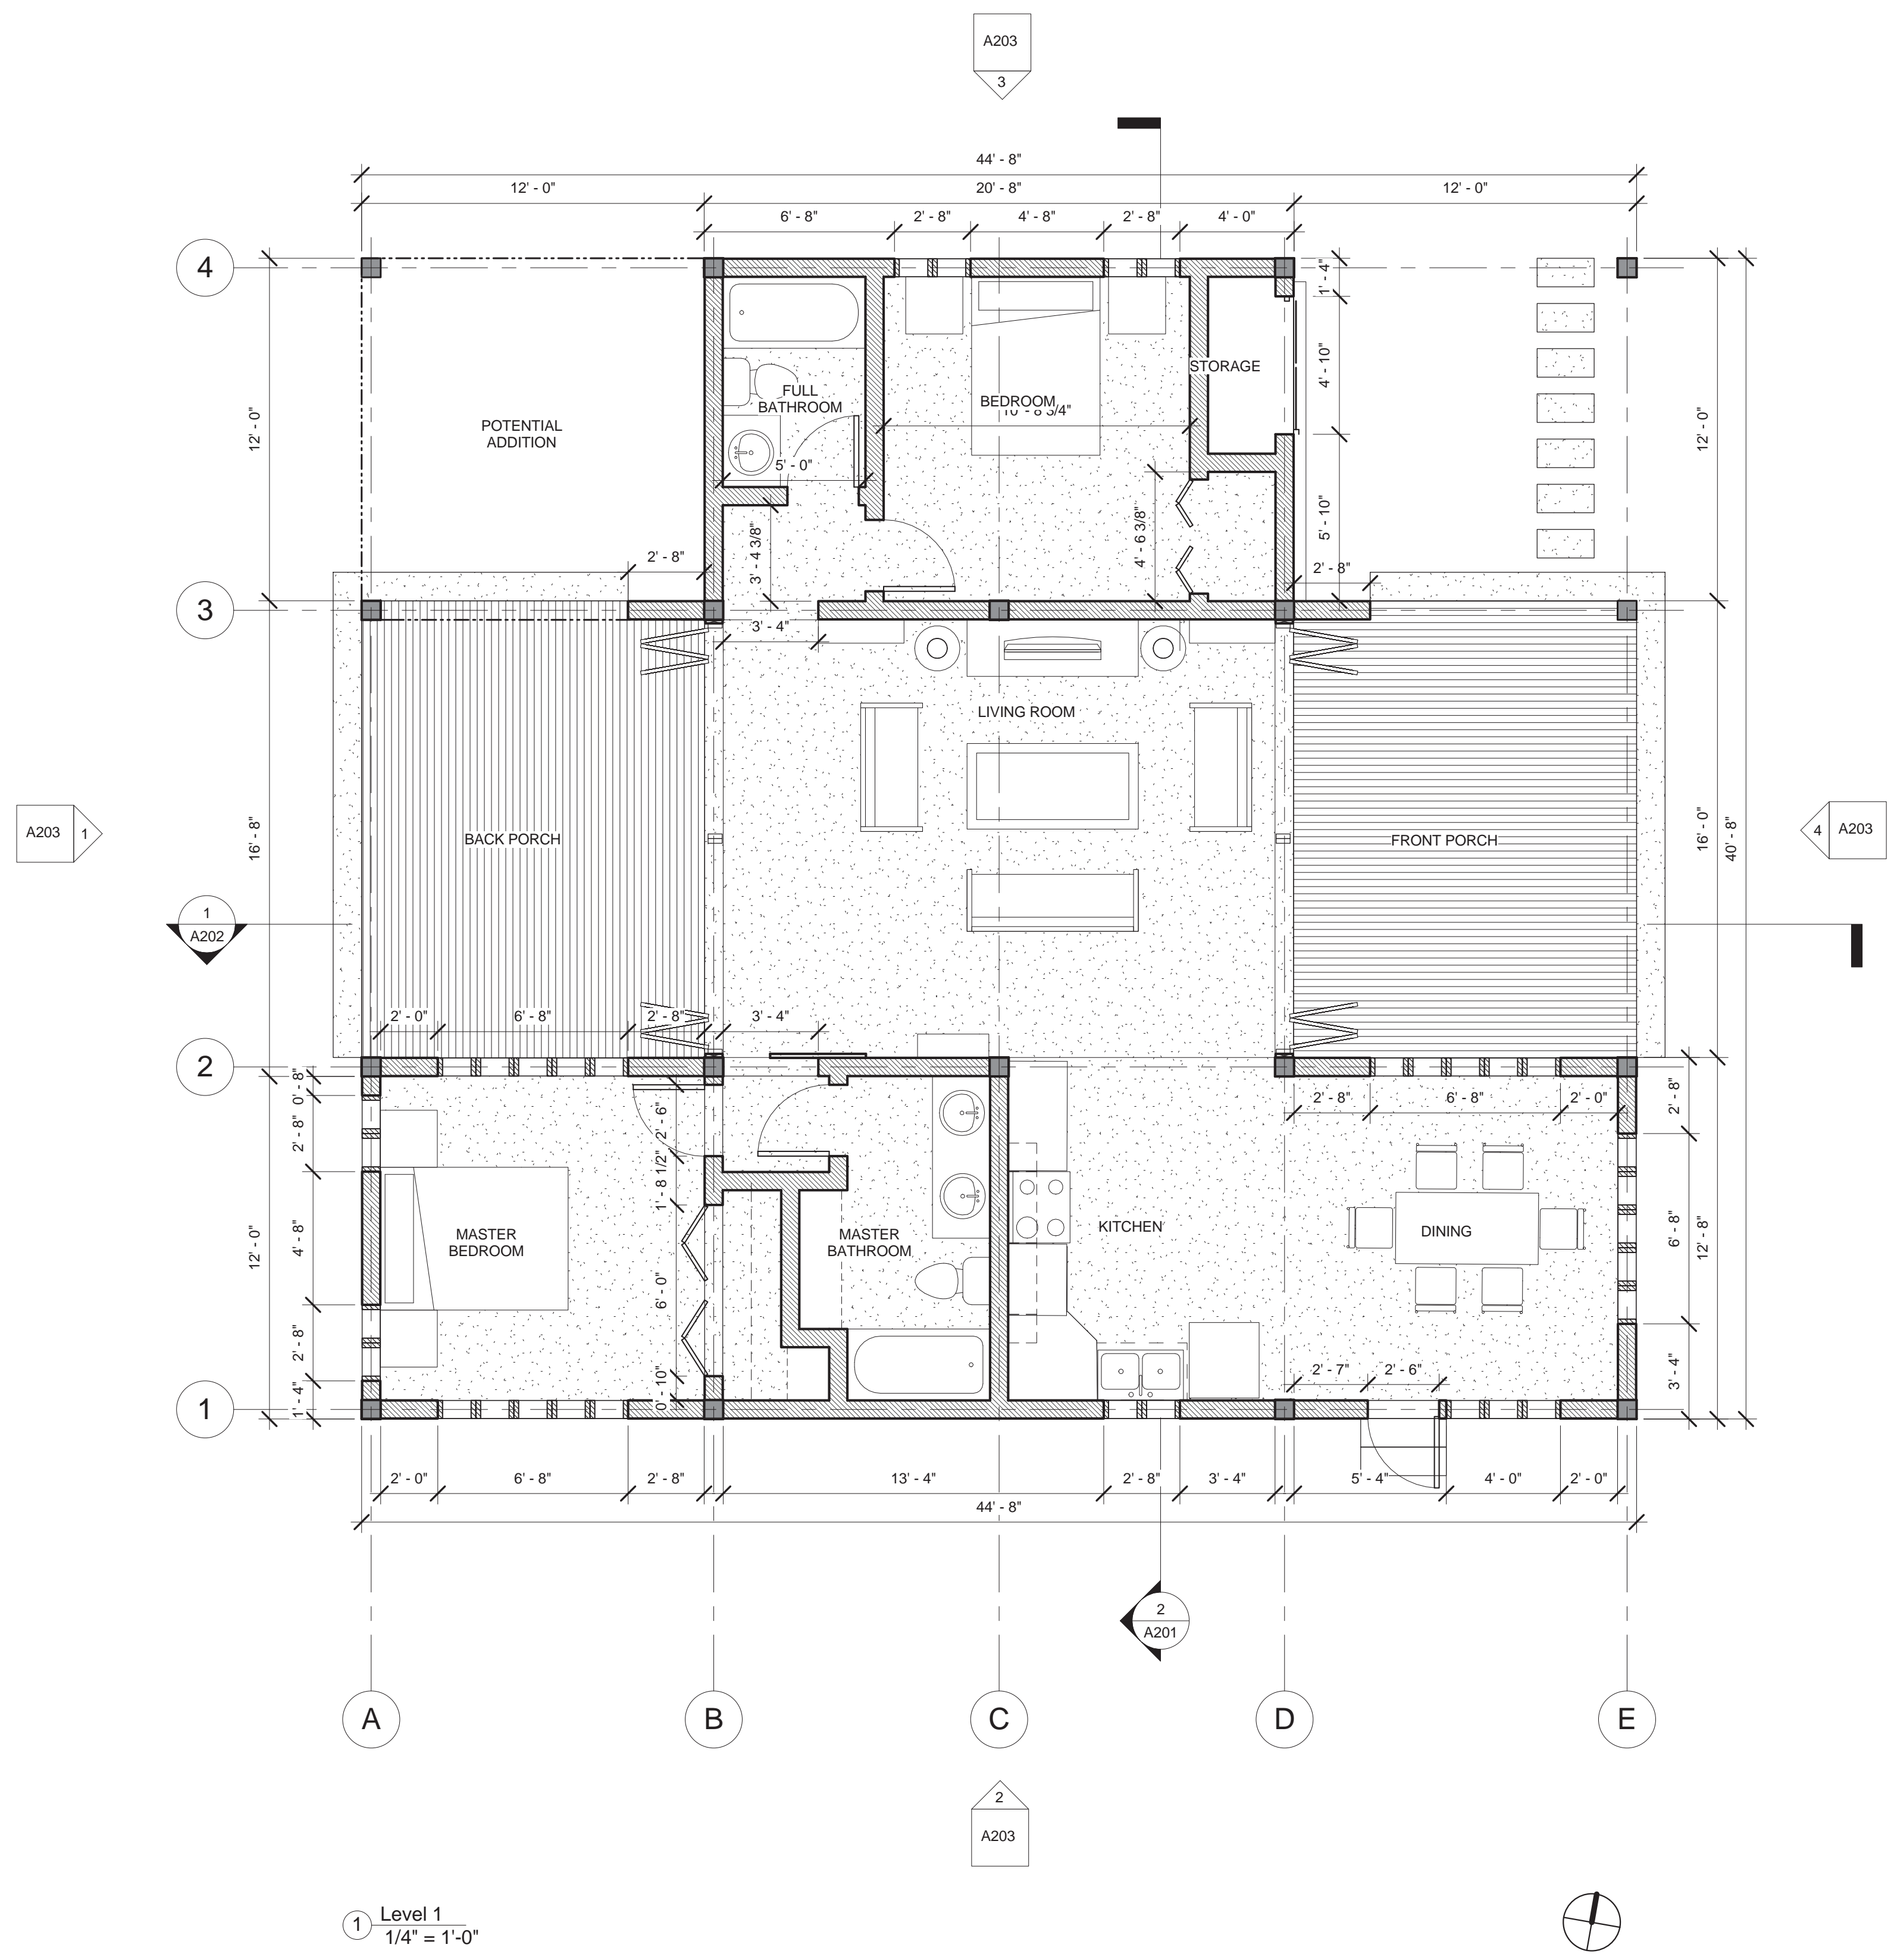 A203
3
44' - 8"
12' - 0"
20' - 8"
12' - 0"
6' - 8"
2' - 8"
4' - 8"
2' - 8"
4' - 0"
4
1' - 4"
12' - 0"
POTENTIAL
ADDITION
FULL
BATHROOM
BEDROOM
10' - 8 3/4"
STORAGE
4' - 10"
12' - 0"
5' - 0"
3' - 4 3/8"
4' - 6 3/8"
5' - 10"
2' - 8"
2' - 8"
3
3' - 4"
LIVING ROOM
A203
1
16' - 8"
BACK PORCH
FRONT PORCH
16' - 0"
40' - 8"
4
A203
1
A202
2' - 0"
6' - 8"
2' - 8"
3' - 4"
2
0' - 8"
2' - 8"
2' - 6"
2' - 8"
6' - 8"
2' - 0"
2' - 8"
1' - 8 1/2"
12' - 0"
4' - 8"
MASTER
BEDROOM
MASTER
BATHROOM
KITCHEN
DINING
6' - 8"
12' - 8"
6' - 0"
2' - 8"
0' - 10"
2' - 7"
2' - 6"
3' - 4"
1' - 4"
1
2' - 0"
6' - 8"
2' - 8"
13' - 4"
2' - 8"
3' - 4"
5' - 4"
4' - 0"
2' - 0"
44' - 8"
2
A201
A
B
C
D
E
2
A203
1
Level 1
1/4" = 1'-0"